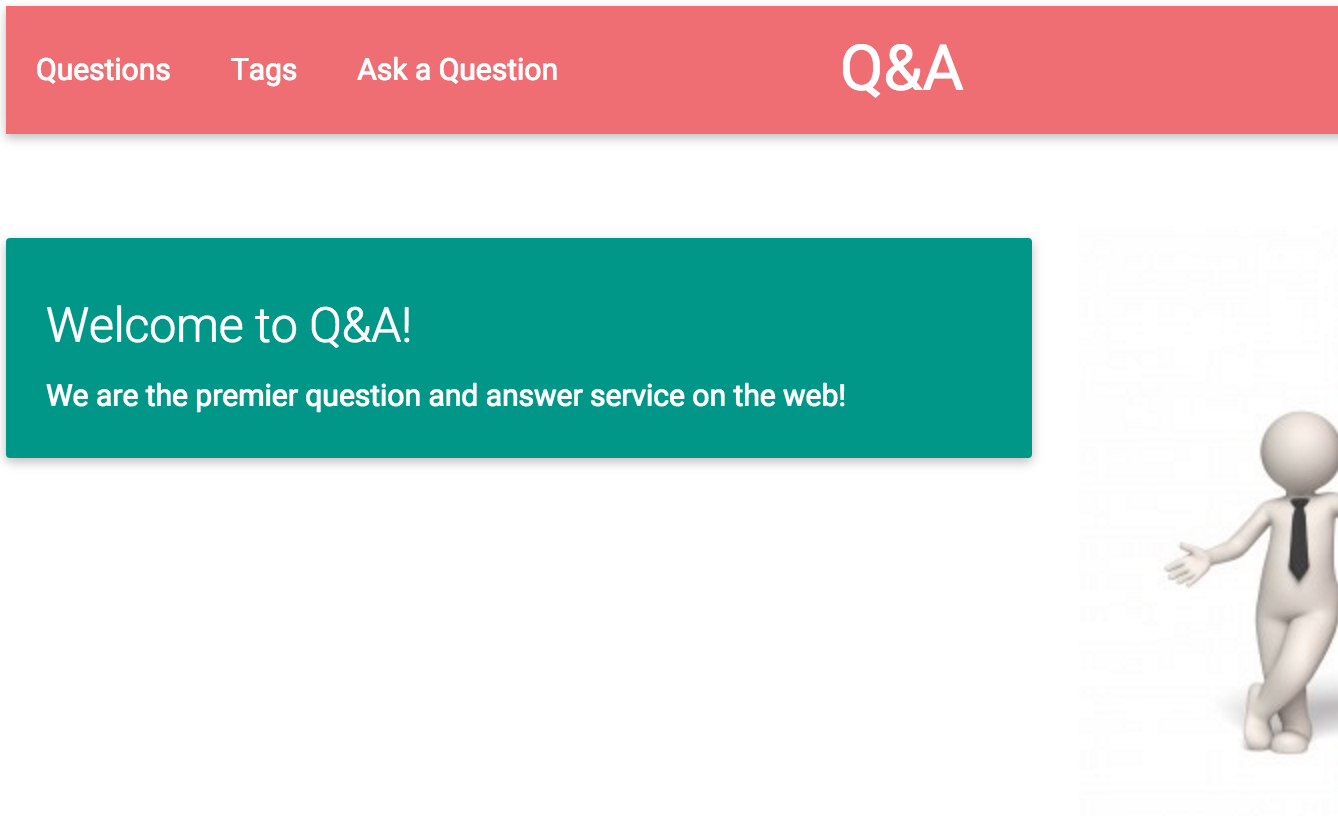 Questions Tags Ask a Question Q&A
Welcome to Q&A!
We are the premier question and answer service on the web!